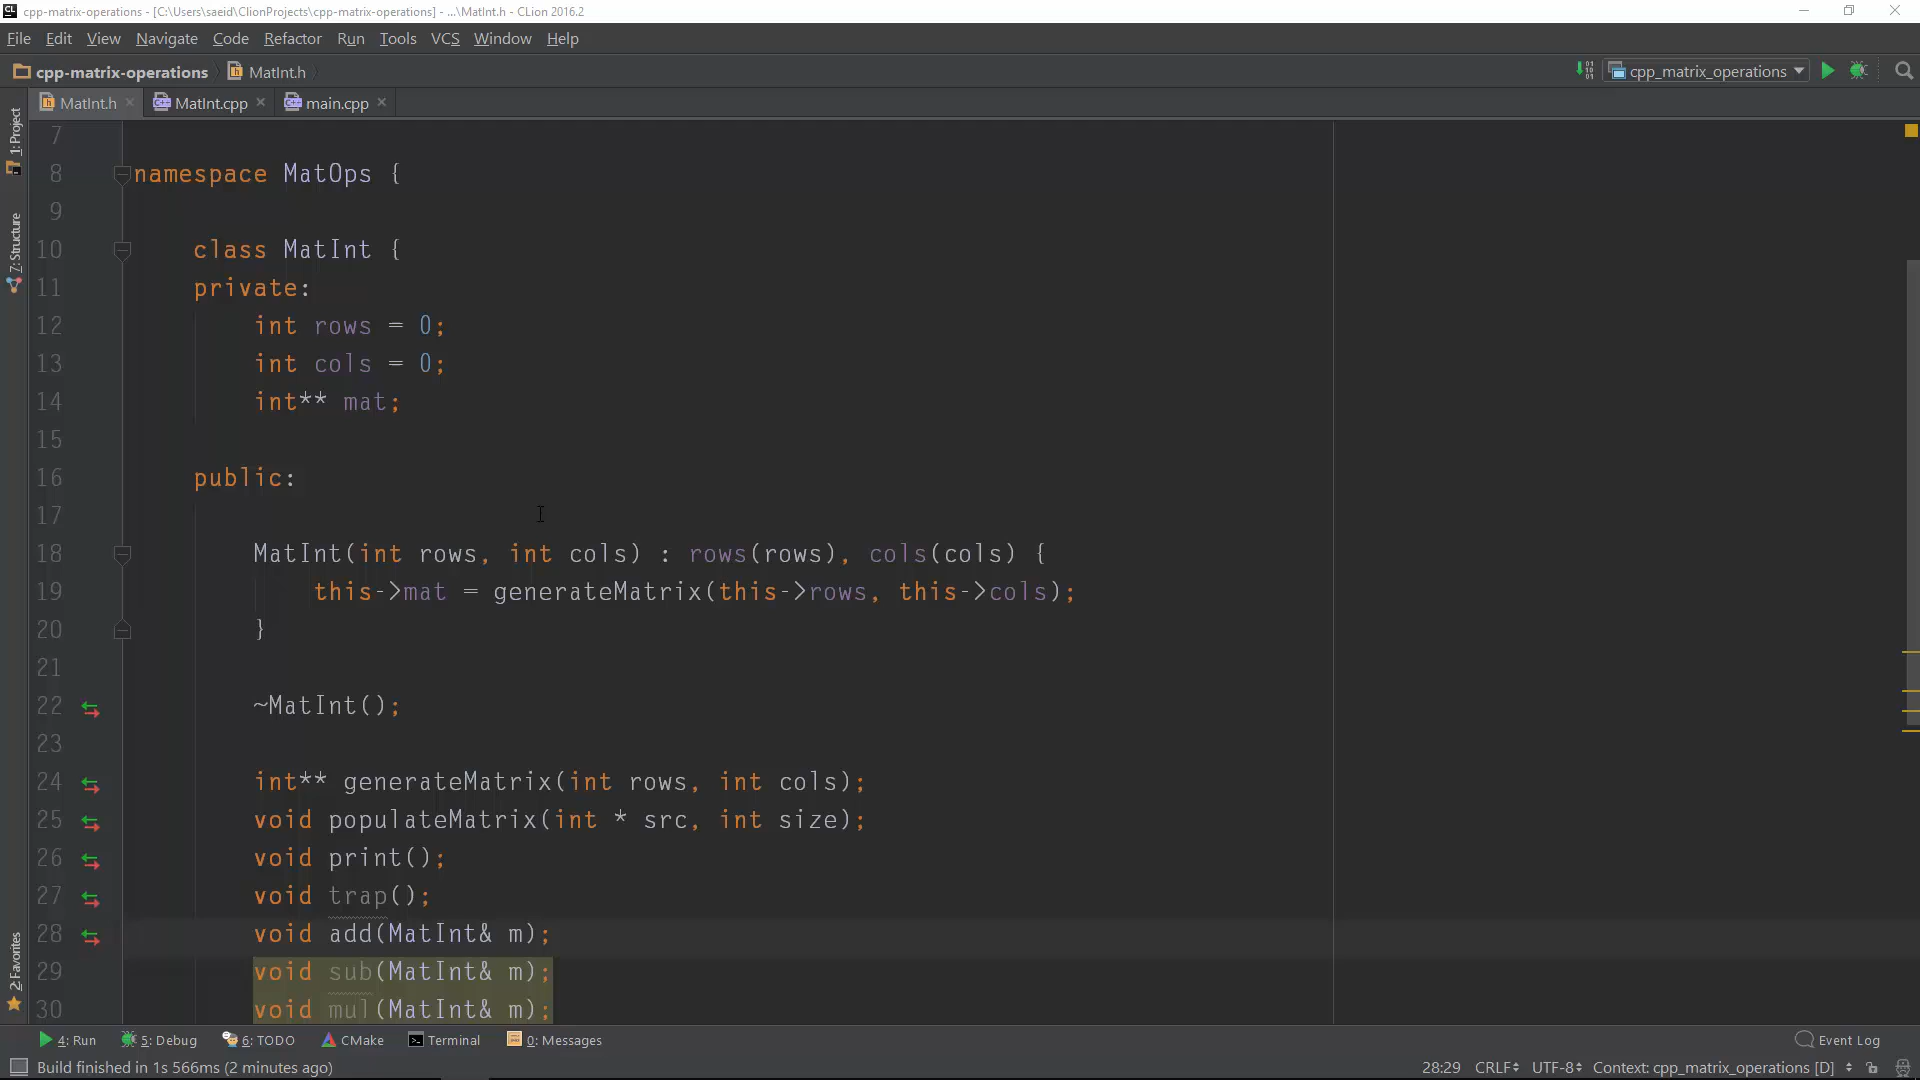 cpp-matrix-operations - [C:\Users\saeid\ClionProjects\cpp-matrix-operations] - ...\MatInt.h - CLion 2016.2
File Edit View Navigate Code Refactor Run Tools VCS Window Help
cpp-matrix-operations MatInt.h cpp_matrix_operations
MatInt.h MatInt.cpp main.cpp
1: Project
7: Structure
2: Favorites
7
8 namespace MatOps {
9
10 class MatInt {
11 private:
12 int rows = 0;
13 int cols = 0;
14 int** mat;
15
16 public:
17
18 MatInt(int rows, int cols) : rows(rows), cols(cols) {
19 this->mat = generateMatrix(this->rows, this->cols);
20 }
21
22 ~MatInt();
23
24 int** generateMatrix(int rows, int cols);
25 void populateMatrix(int * src, int size);
26 void print();
27 void trap();
28 void add(MatInt& m);
29 void sub(MatInt& m);
30 void mul(MatInt& m);
4: Run 5: Debug 6: TODO CMake Terminal 0: Messages Event Log
Build finished in 1s 566ms (2 minutes ago) 28:29 CRLF UTF-8 Context: cpp_matrix_operations [D]